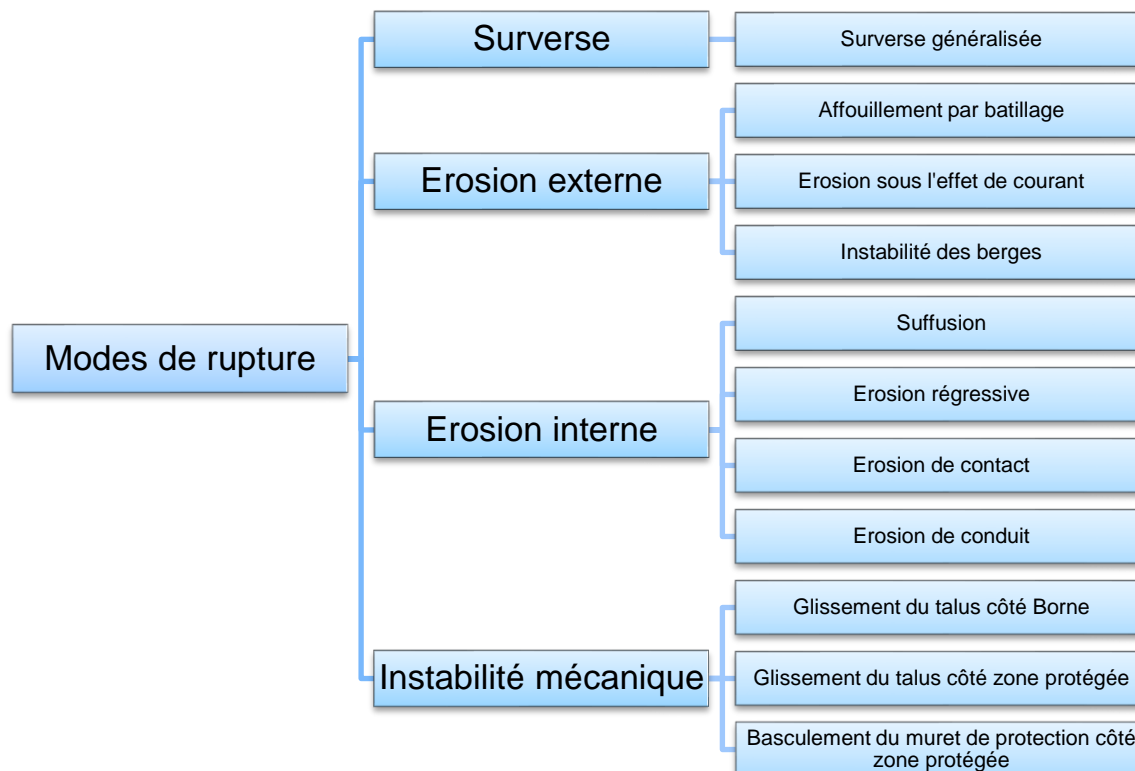 Modes de rupture
Surverse
Surverse généralisée
Erosion externe
Affouillement par batillage
Erosion sous l'effet de courant
Instabilité des berges
Erosion interne
Suffusion
Erosion régressive
Erosion de contact
Erosion de conduit
Instabilité mécanique
Glissement du talus côté Borne
Glissement du talus côté zone protégée
Basculement du muret de protection côté
zone protégée